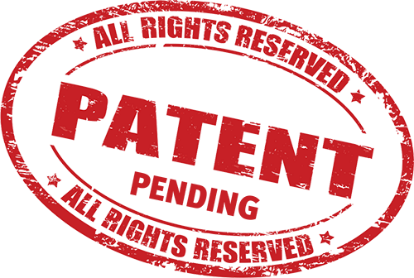 ALL RIGHTS RESERVED
PATENT
PENDING
ALL RIGHTS RESERVED